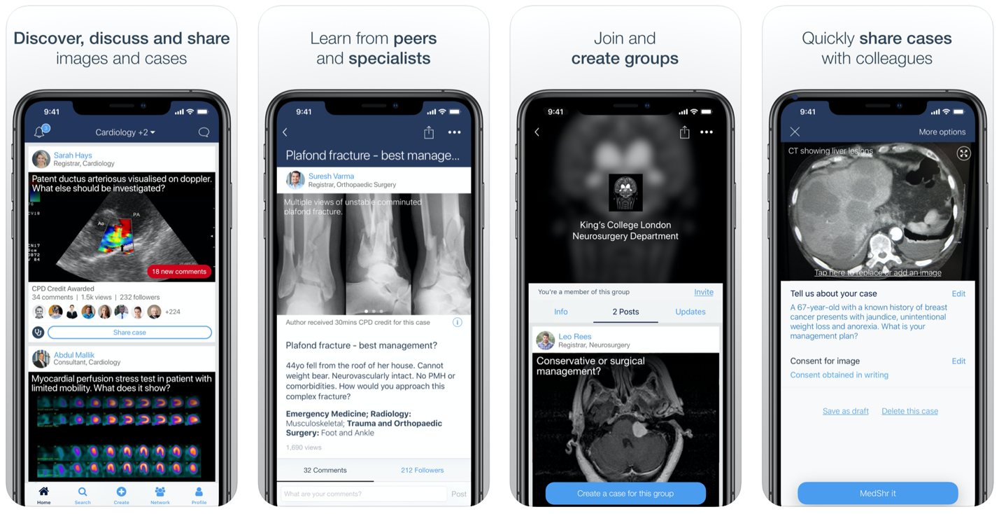 Discover, discuss and share
images and cases
9:41
3
Cardiology +2
Sarah Hays
Registrar, Cardiology
Patent ductus arteriosus visualised on doppler.
What else should be investigated?
76
CV18
PA
Ao
CN17
D872
V 84
18 new comments
CPD Credit Awarded
34 comments | 1.5k views | 232 followers
+224
Share case
Abdul Mallik
Consultant, Cardiology
Myocardial perfusion stress test in patient with
limited mobility. What does it show?
Home
Search
Create
Network
Profile
Learn from peers
and specialists
9:41
Plafond fracture - best manage...
Suresh Varma
Registrar, Orthopaedic Surgery
Multiple views of unstable comminuted
plafond fracture.
Author received 30mins CPD credit for this case
i
Plafond fracture - best management?
44yo fell from the roof of her house. Cannot
weight bear. Neurovascularly intact. No PMH or
comorbidities. How would you approach this
complex fracture?
Emergency Medicine; Radiology:
Musculoskeletal; Trauma and Orthopaedic
Surgery: Foot and Ankle
1,690 views
32 Comments
212 Followers
What are your comments?
Post
Join and
create groups
9:41
King's College London
Neurosurgery Department
You're a member of this group
Invite
Info
2 Posts
Updates
Leo Rees
Registrar, Neurosurgery
Conservative or surgical
management?
Create a case for this group
Quickly share cases
with colleagues
9:41
More options
CT showing liver lesions
Tap here to replace or add an image
Tell us about your case
Edit
A 67-year-old with a known history of breast
cancer presents with jaundice, unintentional
weight loss and anorexia. What is your
management plan?
Consent for image
Edit
Consent obtained in writing
Save as draft
Delete this case
MedShr it